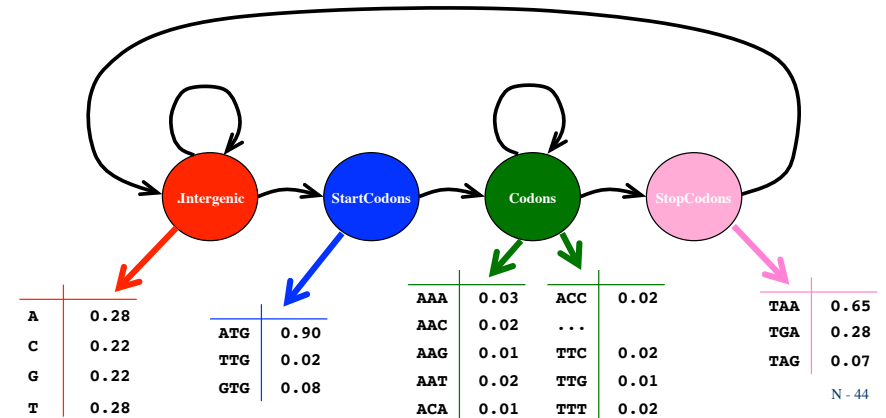 .Intergenic
StartCodons
Codons
StopCodons
A 0.28
C 0.22
G 0.22
T 0.28
ATG 0.90
TTG 0.02
GTG 0.08
AAA 0.03
AAC 0.02
AAG 0.01
AAT 0.02
ACA 0.01
ACC 0.02
...
TTC 0.02
TTG 0.01
TTT 0.02
TAA 0.65
TGA 0.28
TAG 0.07
N - 44